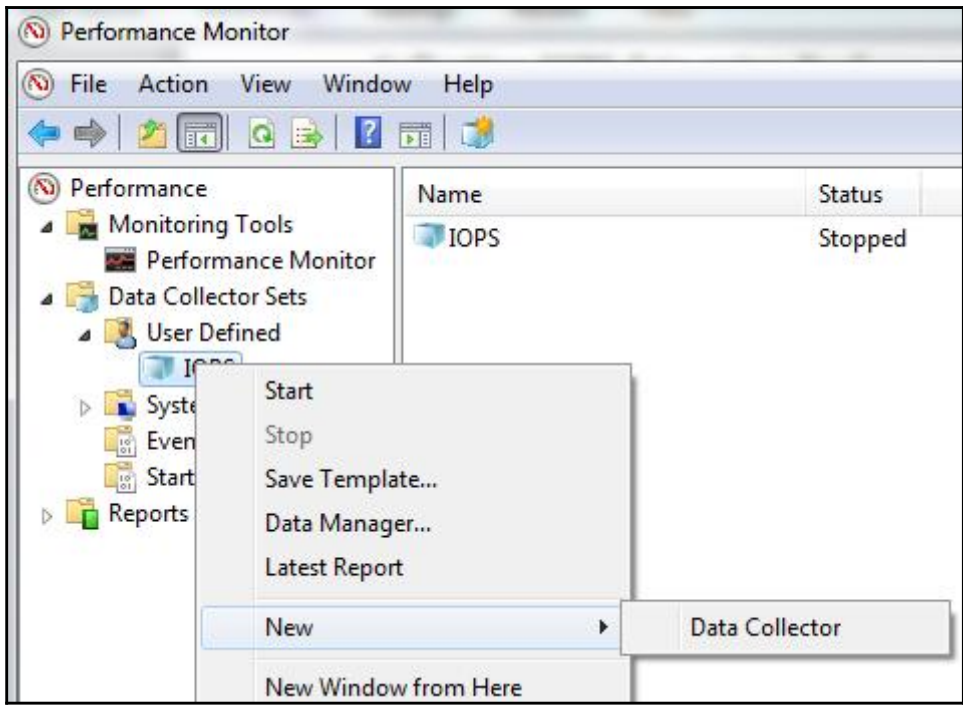 Performance Monitor
File Action View Window Help
Performance
Monitoring Tools
Performance Monitor
Data Collector Sets
User Defined
IOPS
Reports
Name Status
IOPS Stopped
Start
Stop
Save Template...
Data Manager...
Latest Report
New
Data Collector
New Window from Here